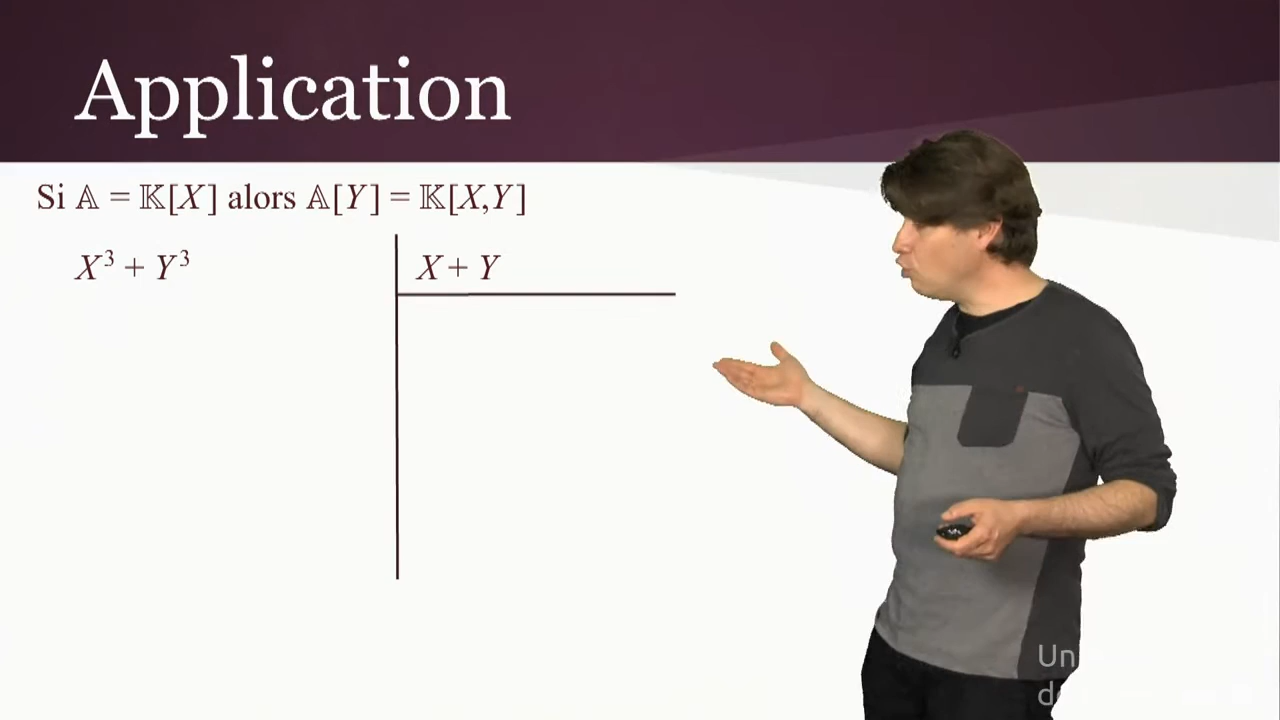 Application
Si 𝔸 = 𝕂[X] alors 𝔸[Y] = 𝕂[X,Y]
X³ + Y³
X + Y